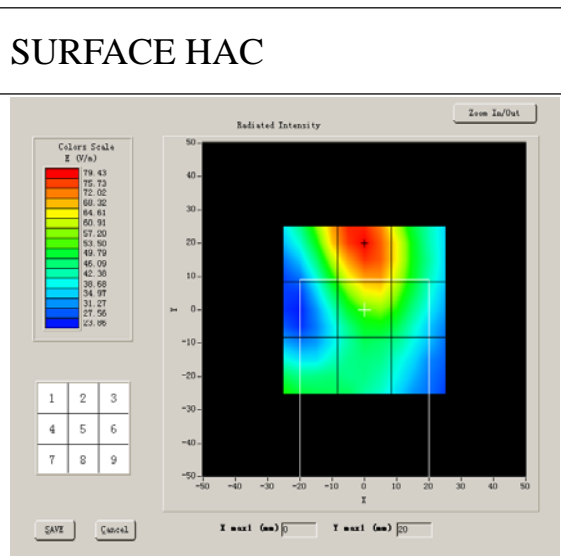 SURFACE HAC
Zoom In/Out
Radiated Intensity
Colors Scale
E (V/m)
79.43
75.73
72.02
68.32
64.61
60.91
57.20
53.50
49.79
46.09
42.38
38.68
34.97
31.27
27.56
23.86
50
40
30
20
10
0
-10
-20
-30
-40
-50
Y
-50 -40 -30 -20 -10 0 10 20 30 40 50
X
1 2 3
4 5 6
7 8 9
SAVE Cancel
X maxi (mm) 0 Y maxi (mm) 20